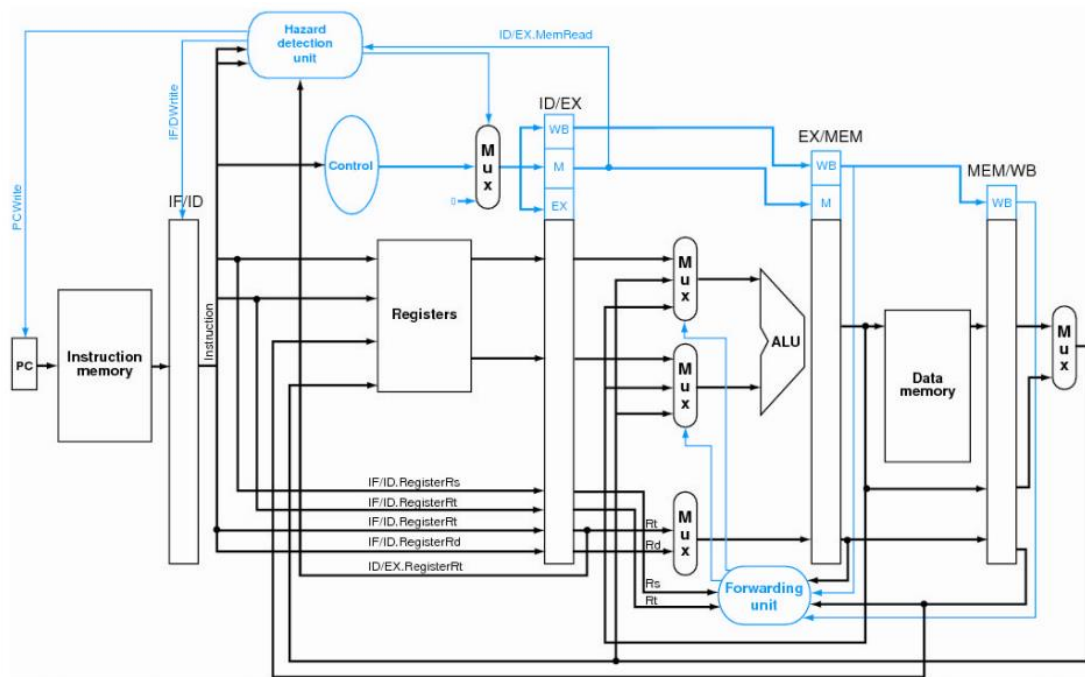 Hazard
detection
unit
ID/EX.MemRead
ID/EX
IF/DWrtite
PCWrite
Control
0
M
u
x
WB
M
EX
EX/MEM
WB
M
MEM/WB
WB
IF/ID
PC
Instruction
memory
Instruction
Registers
M
u
x
M
u
x
ALU
Data
memory
M
u
x
IF/ID.RegisterRs
IF/ID.RegisterRt
IF/ID.RegisterRt
IF/ID.RegisterRd
ID/EX.RegisterRt
Rt
Rd
M
u
x
Rs
Rt
Forwarding
unit